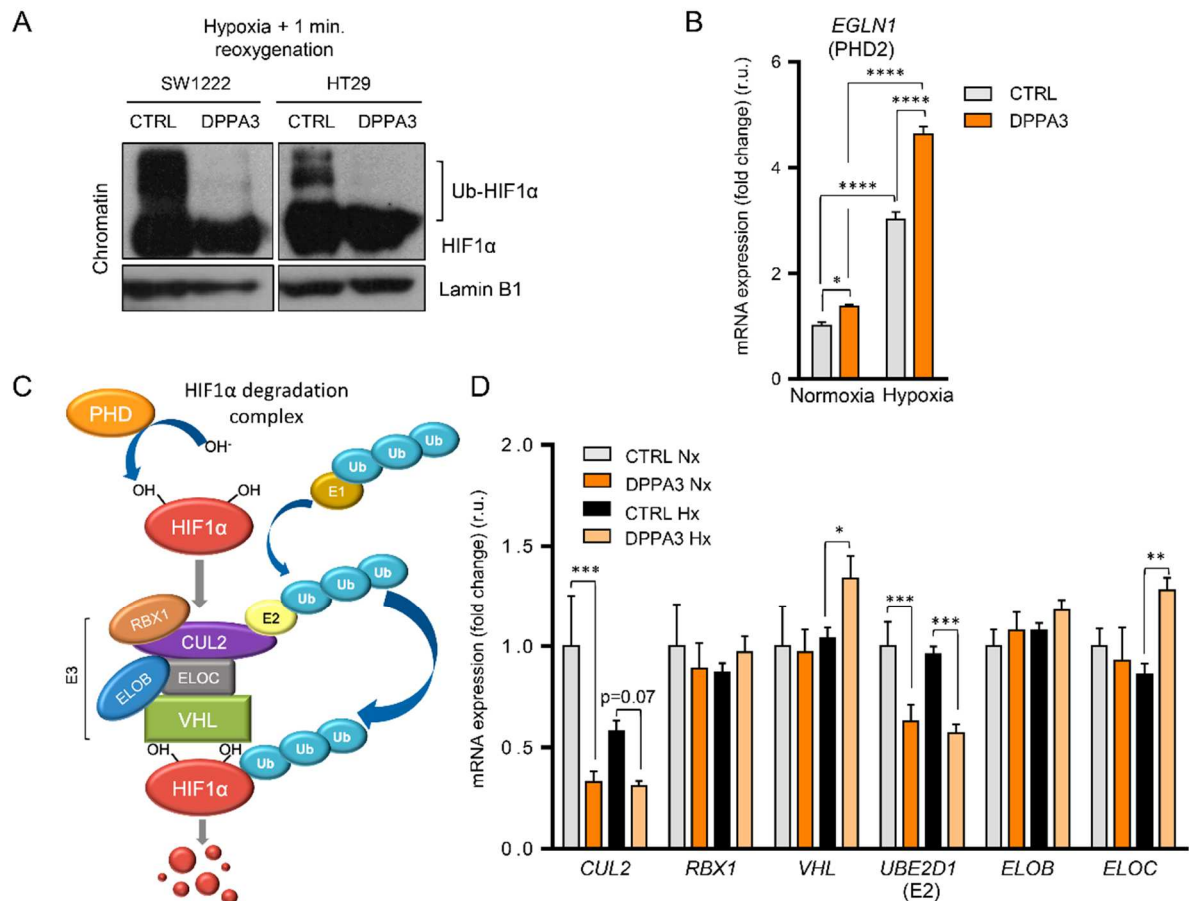 A
Hypoxia + 1 min.
reoxygenation
SW1222 HT29
CTRL DPPA3 CTRL DPPA3
Chromatin
Ub-HIF1α
HIF1α
Lamin B1
B
EGLN1
(PHD2)
mRNA expression (fold change) (r.u.)
6
4
2
0
****
****
****
*
CTRL
DPPA3
Normoxia Hypoxia
C
HIF1α degradation
complex
PHD
OH-
OH OH
HIF1α
Ub Ub Ub
E1
Ub Ub Ub
E2
RBX1
CUL2
E3
ELOB
ELOC
VHL
OH OH
Ub Ub Ub
HIF1α
D
mRNA expression (fold change) (r.u.)
2.0
1.5
1.0
0.5
0.0
CTRL Nx
DPPA3 Nx
CTRL Hx
DPPA3 Hx
***
p=0.07
*
***
***
**
CUL2 RBX1 VHL UBE2D1 ELOB ELOC
(E2)